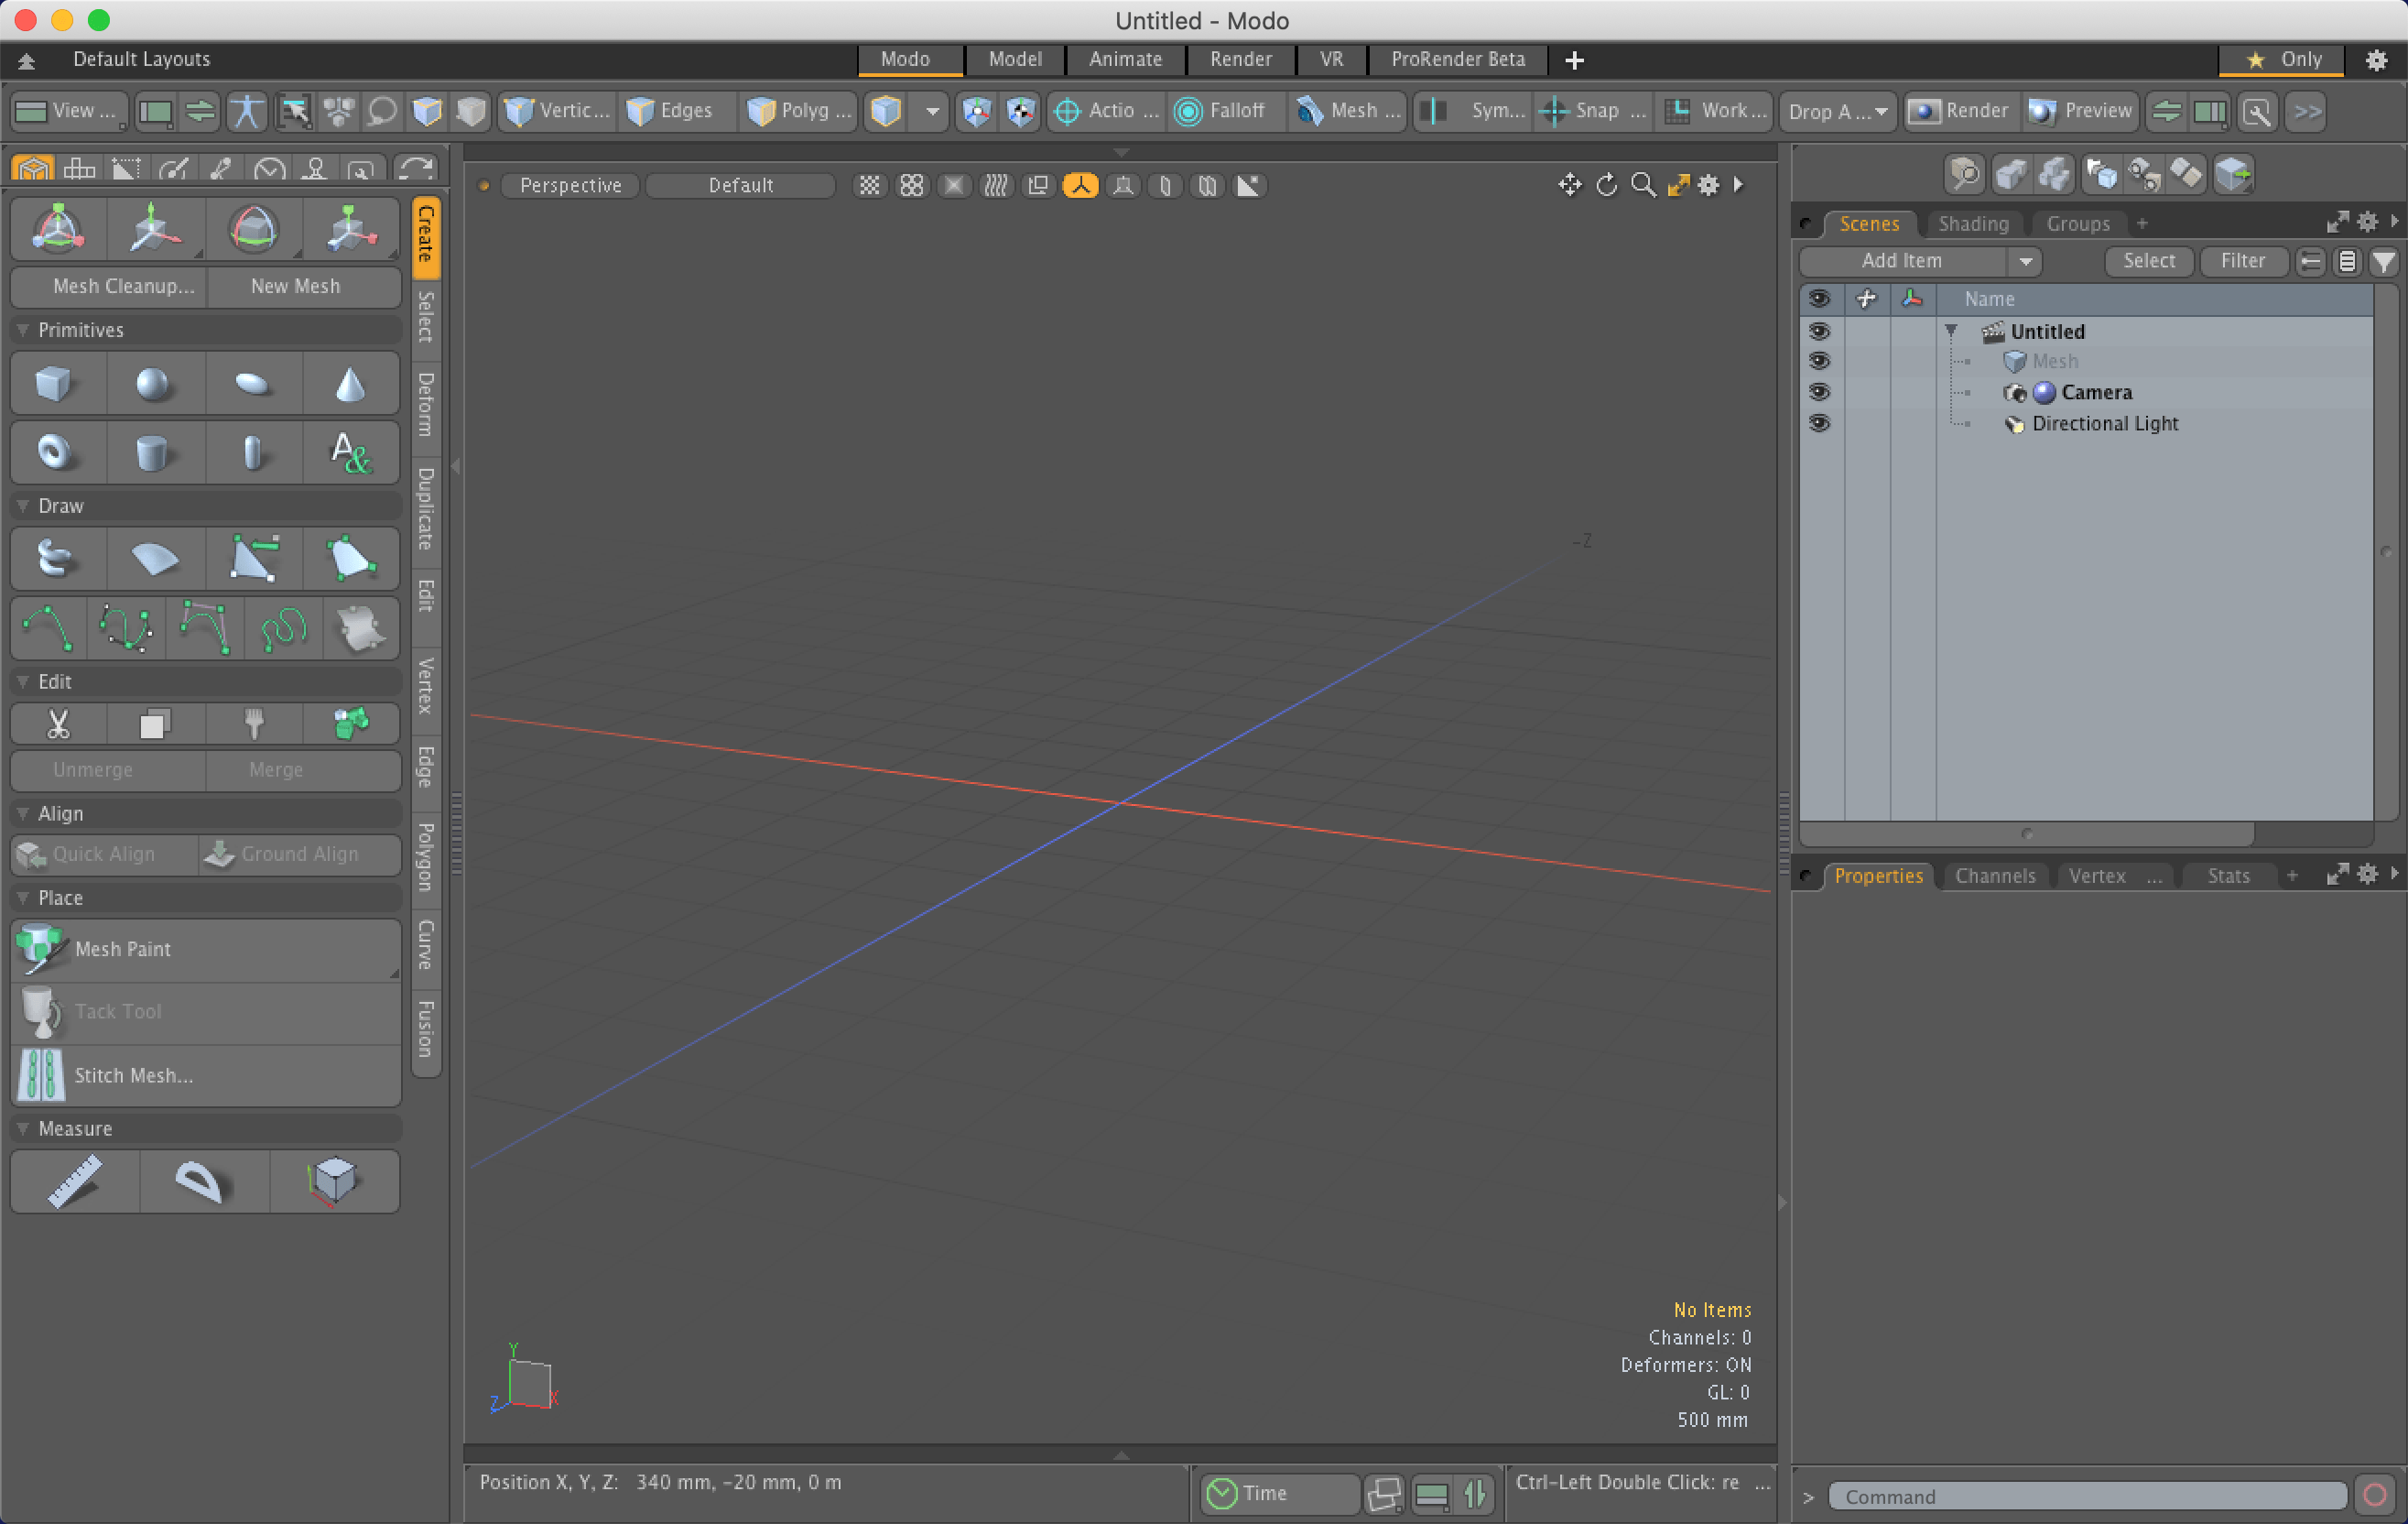 Untitled - Modo
Default Layouts
Modo Model Animate Render VR ProRender Beta + Only
View ... Vertic... Edges Polyg ... Actio ... Falloff Mesh ... Sym... Snap ... Work ... Drop A ... Render Preview >>
Perspective Default
Create
Select
Deform
Duplicate
Edit
Vertex
Edge
Polygon
Curve
Fusion
Mesh Cleanup... New Mesh
Primitives
A&
Draw
Edit
Unmerge Merge
Align
Quick Align Ground Align
Place
Mesh Paint
Tack Tool
Stitch Mesh...
Measure
-Z
Y
Z X
No Items
Channels: 0
Deformers: ON
GL: 0
500 mm
Position X, Y, Z: 340 mm, -20 mm, 0 m
Time
Ctrl-Left Double Click: re ...
Scenes Shading Groups +
Add Item Select Filter
Name
Untitled
Mesh
Camera
Directional Light
Properties Channels Vertex ... Stats +
> Command